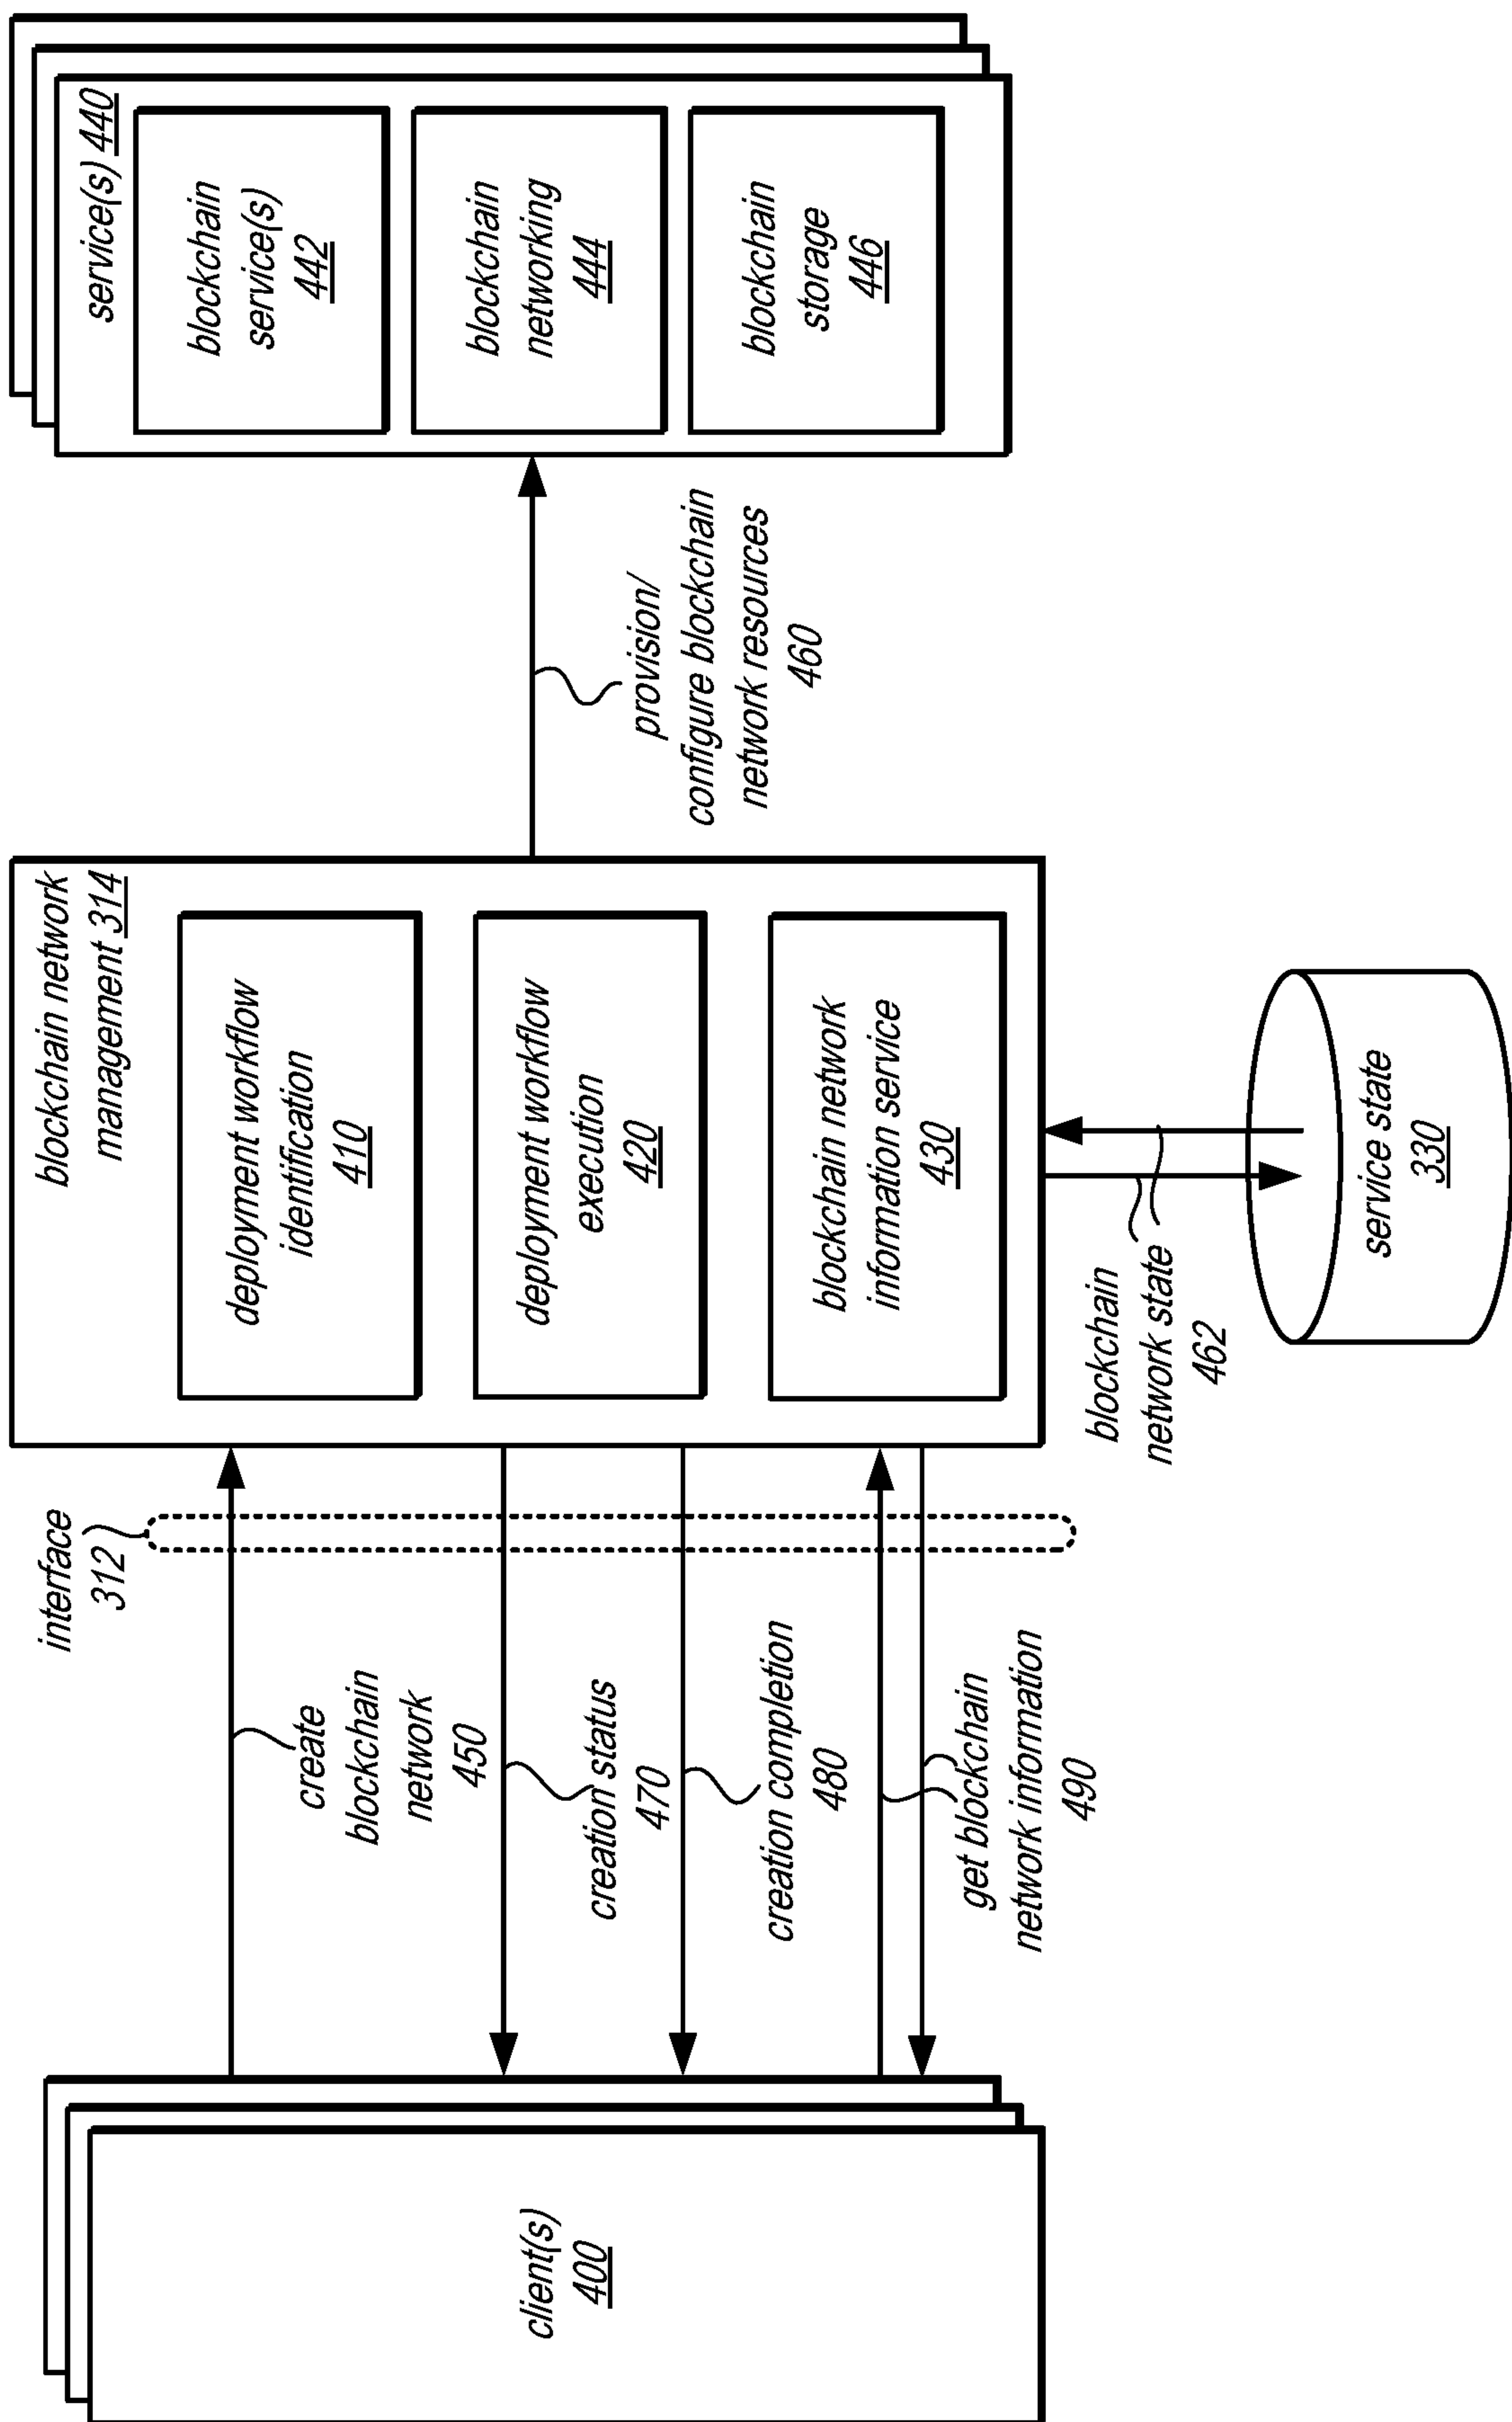 client(s)
400
interface
312
create
blockchain
network
450
creation status
470
creation completion
480
get blockchain
network information
490
blockchain network
management 314
deployment workflow
identification
410
deployment workflow
execution
420
blockchain network
information service
430
blockchain
network state
462
service state
330
provision/
configure blockchain
network resources
460
service(s) 440
blockchain
service(s)
442
blockchain
networking
444
blockchain
storage
446